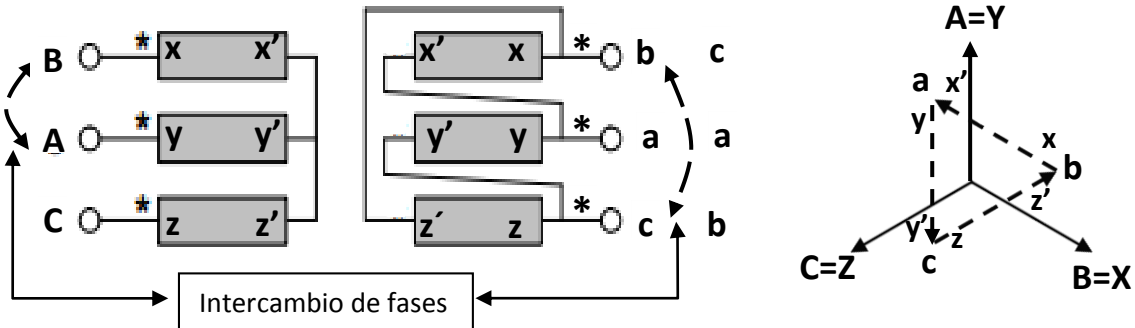 A=Y
B * x x’ x’ x * b c
a x’
y
x
b
A * y y’ y’ y * a a
z’
C * z z’ z´ z * c b
y’ z
c
C=Z
B=X
Intercambio de fases